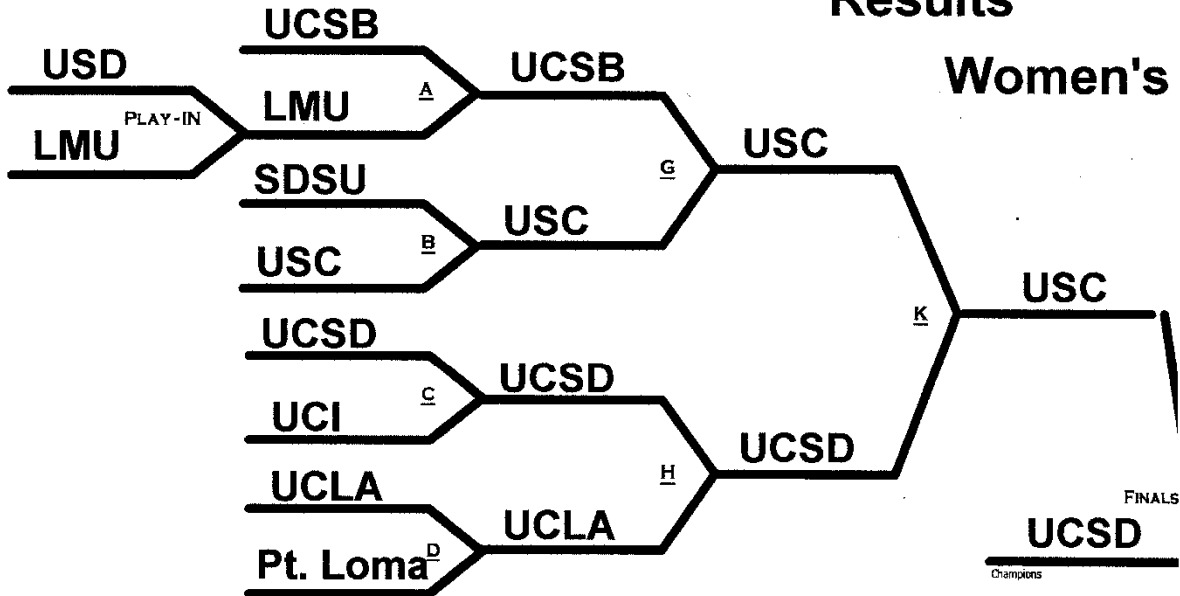 Results
Women's
UCSB
USD
UCSB
A
LMU
PLAY-IN
LMU
USC
SDSU
G
USC
B
USC
USC
K
UCSD
UCSD
C
UCI
UCSD
UCLA
H
FINALS
UCLA
UCSD
D
Pt. Loma
Champions